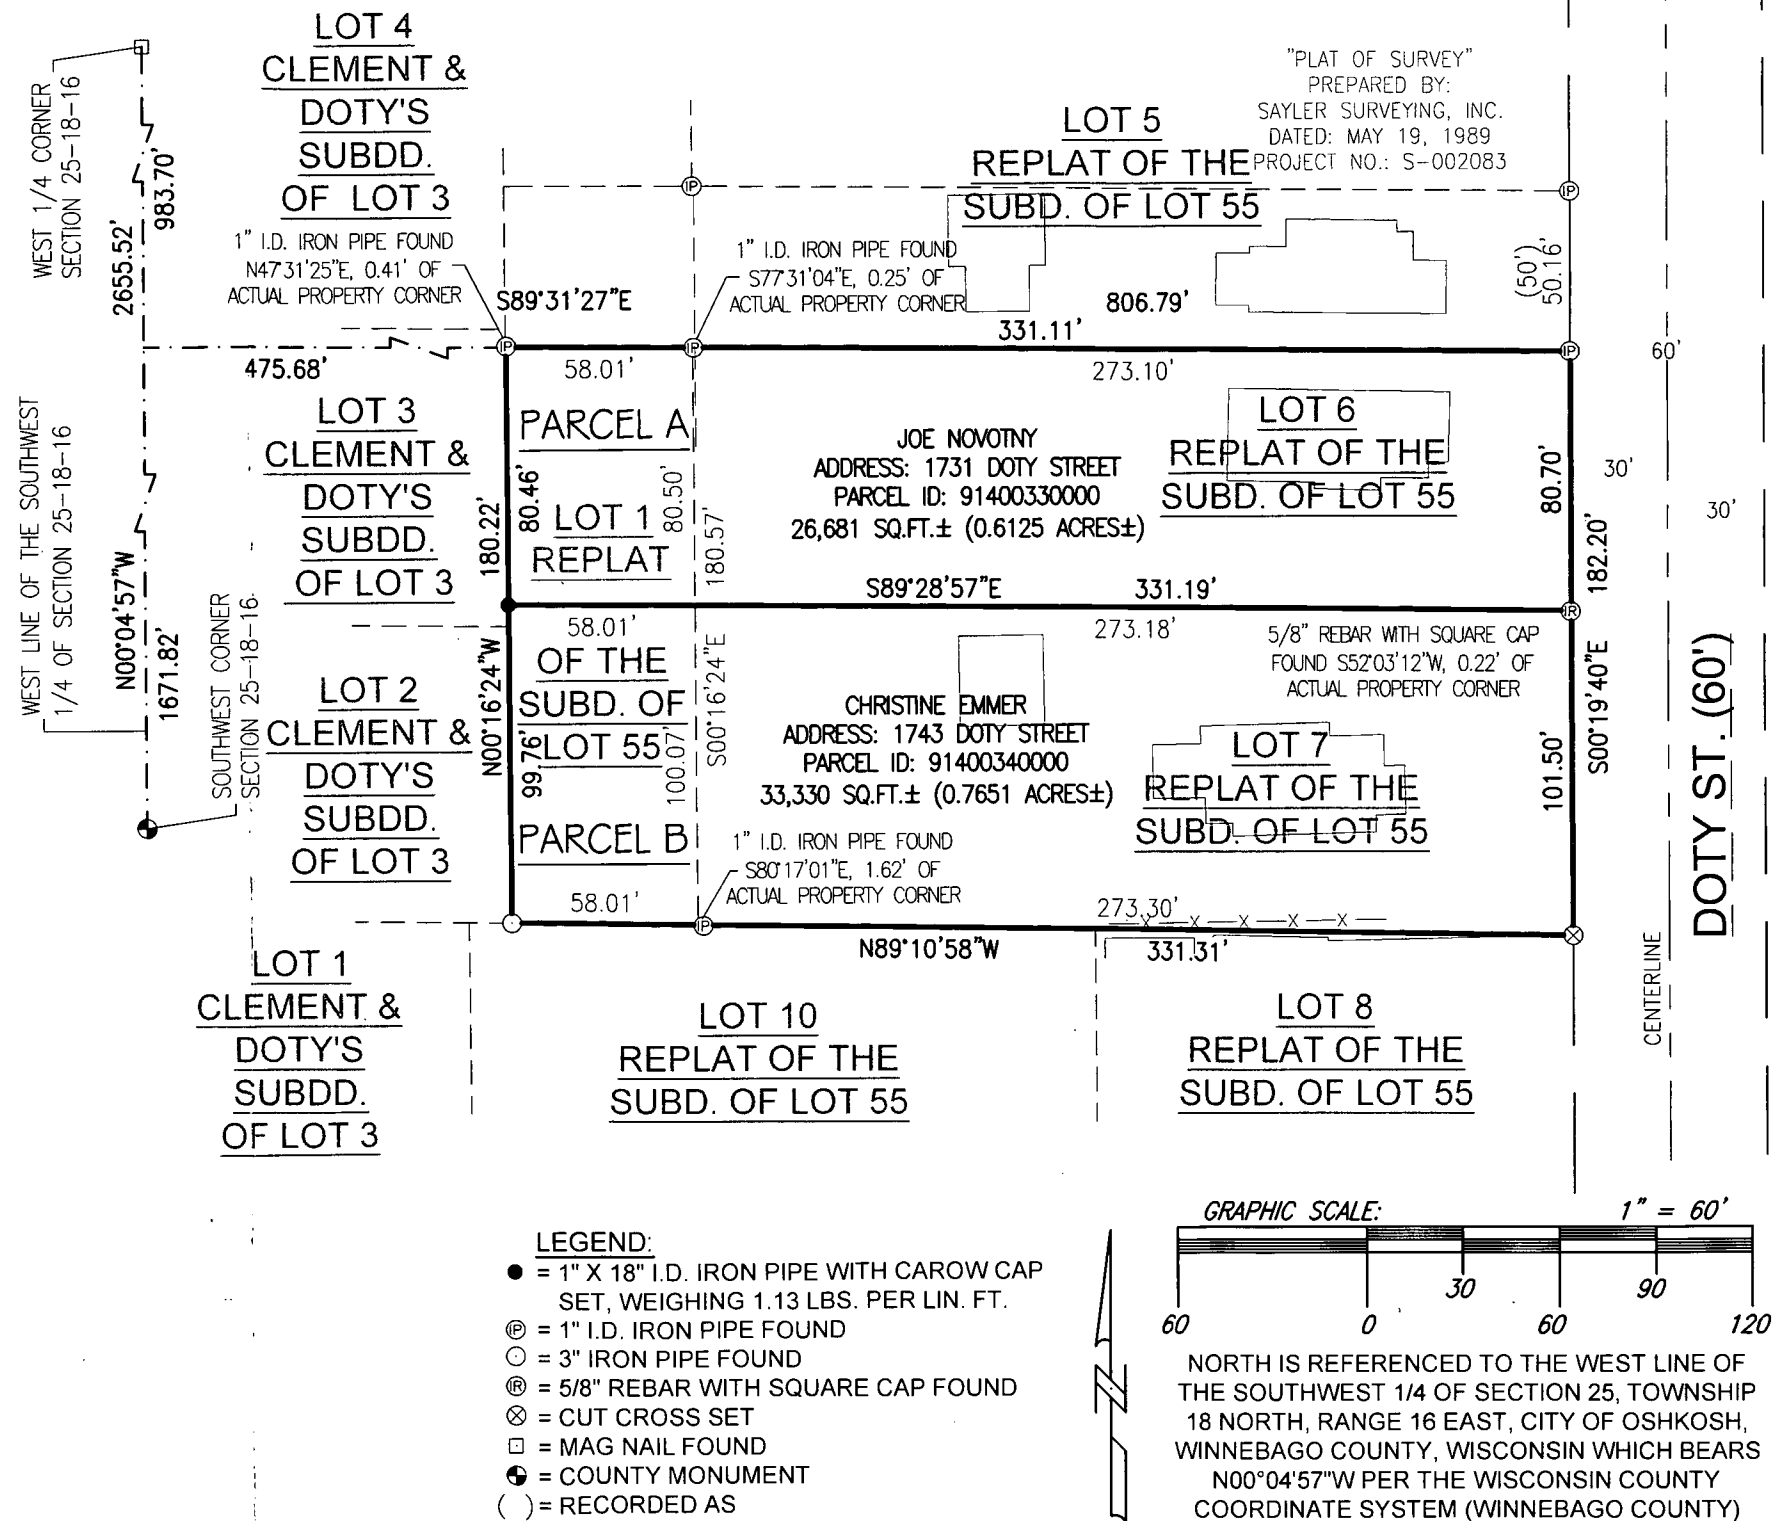 LOT 4
CLEMENT &
DOTY'S
SUBDD.
OF LOT 3
WEST 1/4 CORNER
SECTION 25-18-16
2655.52'
983.70'
"PLAT OF SURVEY"
PREPARED BY:
SAYLER SURVEYING, INC.
DATED: MAY 19, 1989
PROJECT NO.: S-002083
LOT 5
REPLAT OF THE
SUBD. OF LOT 55
1" I.D. IRON PIPE FOUND
N47°31'25"E, 0.41' OF
ACTUAL PROPERTY CORNER
1" I.D. IRON PIPE FOUND
S77°31'04"E, 0.25' OF
ACTUAL PROPERTY CORNER
(50')
50.16'
S89°31'27"E
806.79'
331.11'
IP
IP
IP
IP
IP
475.68'
58.01'
273.10'
60'
LOT 3
CLEMENT &
DOTY'S
SUBDD.
OF LOT 3
PARCEL A
80.46'
180.22'
LOT 1
REPLAT
80.50'
180.57'
JOE NOVOTNY
ADDRESS: 1731 DOTY STREET
PARCEL ID: 91400330000
26,681 SQ.FT.± (0.6125 ACRES±)
LOT 6
REPLAT OF THE
SUBD. OF LOT 55
80.70'
182.20'
30'
30'
WEST LINE OF THE SOUTHWEST
1/4 OF SECTION 25-18-16
N00°04'57"W
1671.82'
SOUTHWEST CORNER
SECTION 25-18-16
S89°28'57"E
331.19'
IR
58.01'
273.18'
5/8" REBAR WITH SQUARE CAP
FOUND S52°03'12"W, 0.22' OF
ACTUAL PROPERTY CORNER
LOT 2
CLEMENT &
DOTY'S
SUBDD.
OF LOT 3
N00°16'24"W
99.76'
OF THE
SUBD. OF
LOT 55
100.07'
S00°16'24"E
PARCEL B
CHRISTINE EMMER
ADDRESS: 1743 DOTY STREET
PARCEL ID: 91400340000
33,330 SQ.FT.± (0.7651 ACRES±)
LOT 7
REPLAT OF THE
SUBD. OF LOT 55
101.50'
S00°19'40"E
DOTY ST. (60')
1" I.D. IRON PIPE FOUND
S80°17'01"E, 1.62' OF
ACTUAL PROPERTY CORNER
58.01'
IP
273.30'
X X X X X
N89°10'58"W
331.31'
CENTERLINE
LOT 1
CLEMENT &
DOTY'S
SUBDD.
OF LOT 3
LOT 10
REPLAT OF THE
SUBD. OF LOT 55
LOT 8
REPLAT OF THE
SUBD. OF LOT 55
LEGEND:
= 1" X 18" I.D. IRON PIPE WITH CAROW CAP
SET, WEIGHING 1.13 LBS. PER LIN. FT.
IP = 1" I.D. IRON PIPE FOUND
= 3" IRON PIPE FOUND
IR = 5/8" REBAR WITH SQUARE CAP FOUND
= CUT CROSS SET
= MAG NAIL FOUND
= COUNTY MONUMENT
( ) = RECORDED AS
N
GRAPHIC SCALE: 1" = 60'
30 90
60 0 60 120
NORTH IS REFERENCED TO THE WEST LINE OF
THE SOUTHWEST 1/4 OF SECTION 25, TOWNSHIP
18 NORTH, RANGE 16 EAST, CITY OF OSHKOSH,
WINNEBAGO COUNTY, WISCONSIN WHICH BEARS
N00°04'57"W PER THE WISCONSIN COUNTY
COORDINATE SYSTEM (WINNEBAGO COUNTY)